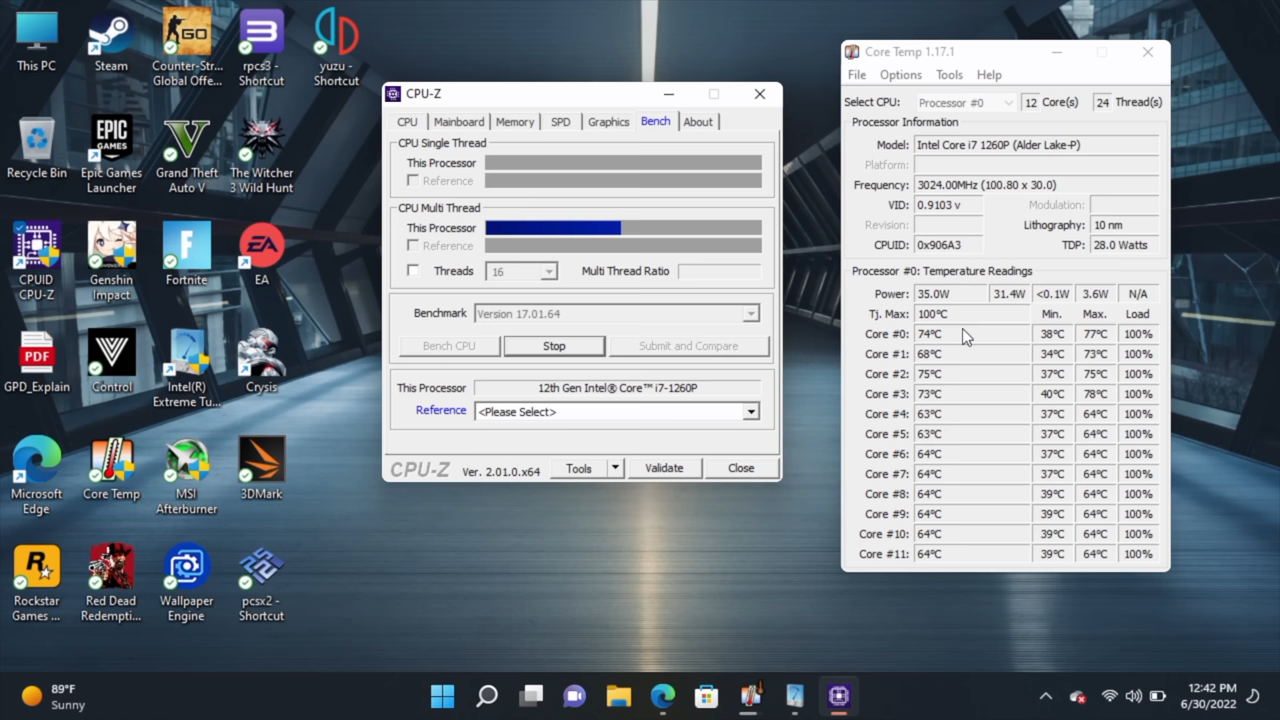 This PC
Steam
Counter-Str...
Global Offe...
rpcs3 -
Shortcut
yuzu -
Shortcut
Recycle Bin
Epic Games
Launcher
Grand Theft
Auto V
The Witcher
3 Wild Hunt
CPUID
CPU-Z
Genshin
Impact
Fortnite
EA
GPD_Explain
Control
Intel(R)
Extreme Tu...
Crysis
Microsoft
Edge
Core Temp
MSI
Afterburner
3DMark
Rockstar
Games ...
Red Dead
Redempti...
Wallpaper
Engine
pcsx2 -
Shortcut
GO
EPIC
GAMES
V
EA
PDF
R
CPU-Z
CPU Mainboard Memory SPD Graphics Bench About
CPU Single Thread
This Processor
Reference
CPU Multi Thread
This Processor
Reference
Threads 16 Multi Thread Ratio
Benchmark Version 17.01.64
Bench CPU Stop Submit and Compare
This Processor 12th Gen Intel® Core™ i7-1260P
Reference <Please Select>
CPU-Z Ver. 2.01.0.x64 Tools Validate Close
Core Temp 1.17.1
File Options Tools Help
Select CPU: Processor #0 12 Core(s) 24 Thread(s)
Processor Information
Model: Intel Core i7 1260P (Alder Lake-P)
Platform:
Frequency: 3024.00MHz (100.80 x 30.0)
VID: 0.9103 v Modulation:
Revision: Lithography: 10 nm
CPUID: 0x906A3 TDP: 28.0 Watts
Processor #0: Temperature Readings
Power: 35.0W 31.4W <0.1W 3.6W N/A
Tj. Max: 100°C Min. Max. Load
Core #0: 74°C 38°C 77°C 100%
Core #1: 68°C 34°C 73°C 100%
Core #2: 75°C 37°C 75°C 100%
Core #3: 73°C 40°C 78°C 100%
Core #4: 63°C 37°C 64°C 100%
Core #5: 63°C 37°C 64°C 100%
Core #6: 64°C 37°C 64°C 100%
Core #7: 64°C 37°C 64°C 100%
Core #8: 64°C 39°C 64°C 100%
Core #9: 64°C 39°C 64°C 100%
Core #10: 64°C 39°C 64°C 100%
Core #11: 64°C 39°C 64°C 100%
89°F
Sunny
12:42 PM
6/30/2022